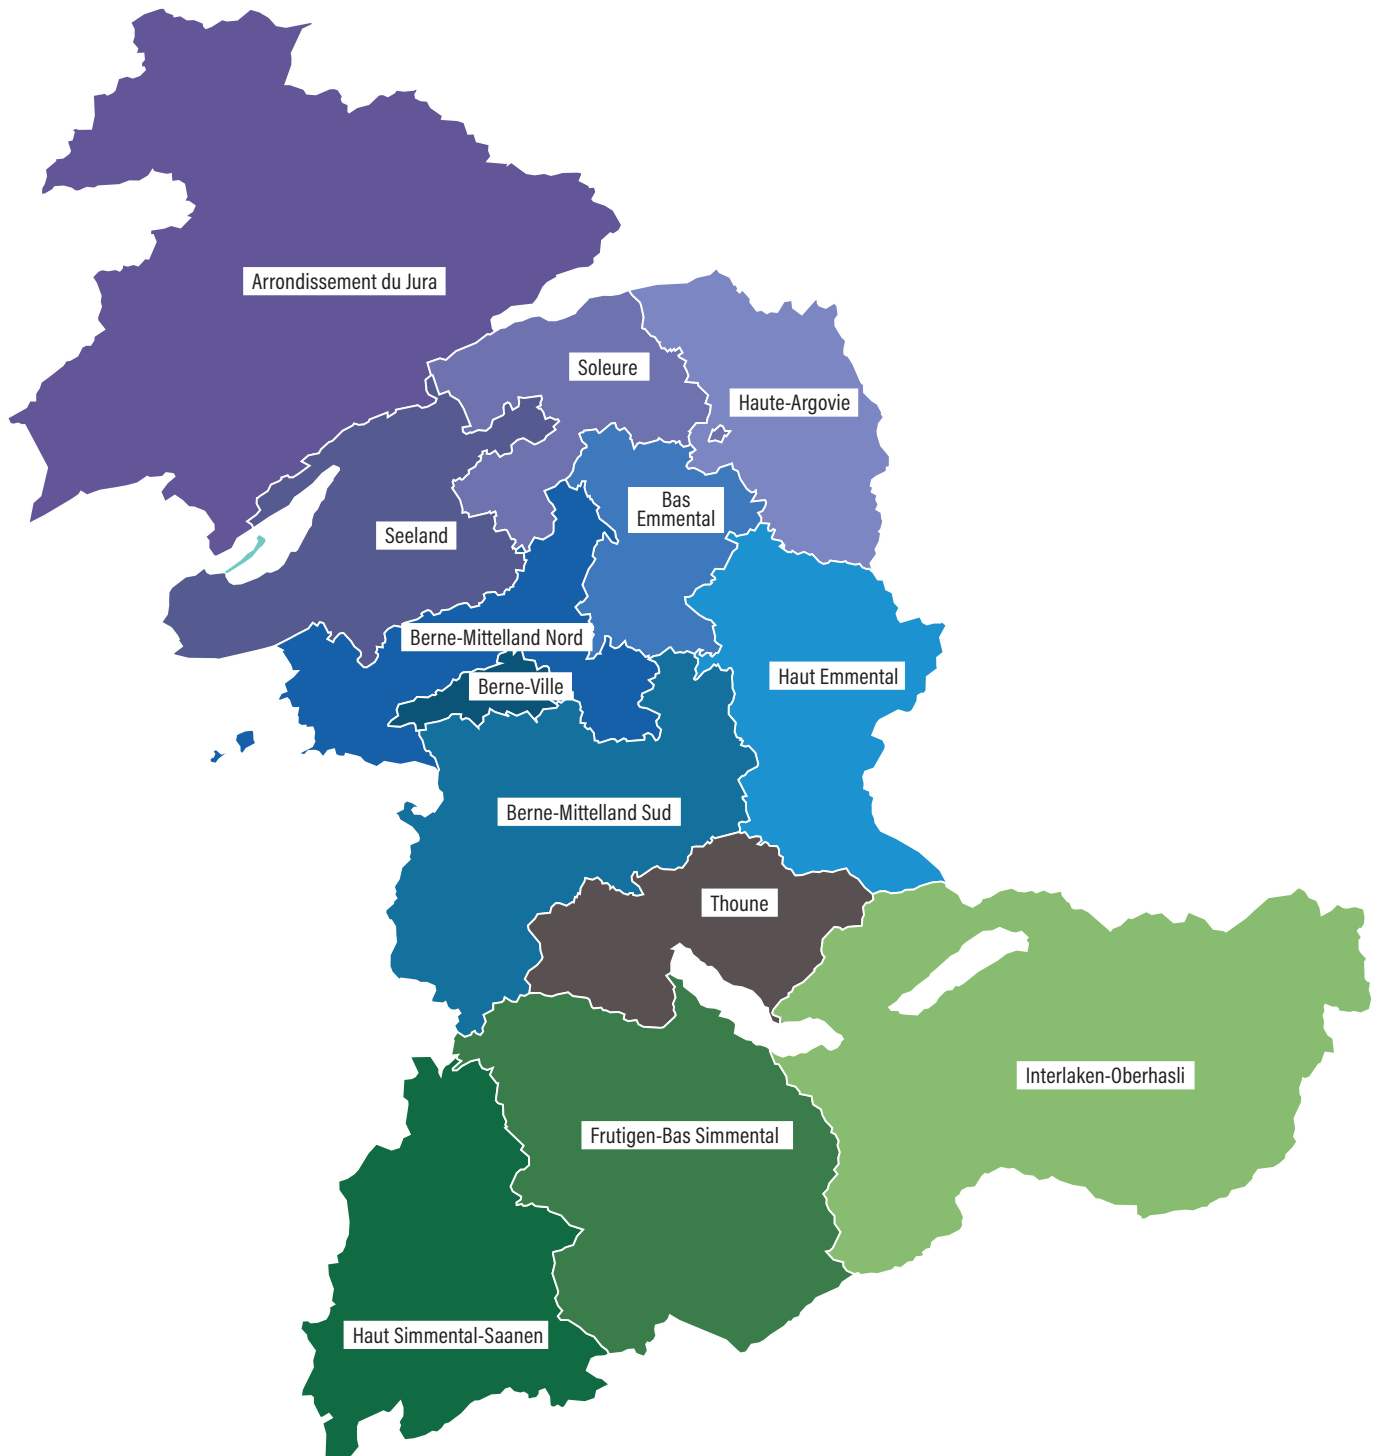 Arrondissement du Jura
Soleure
Haute-Argovie
Bas
Emmental
Seeland
Berne-Mittelland Nord
Haut Emmental
Berne-Ville
Berne-Mittelland Sud
Thoune
Interlaken-Oberhasli
Frutigen-Bas Simmental
Haut Simmental-Saanen